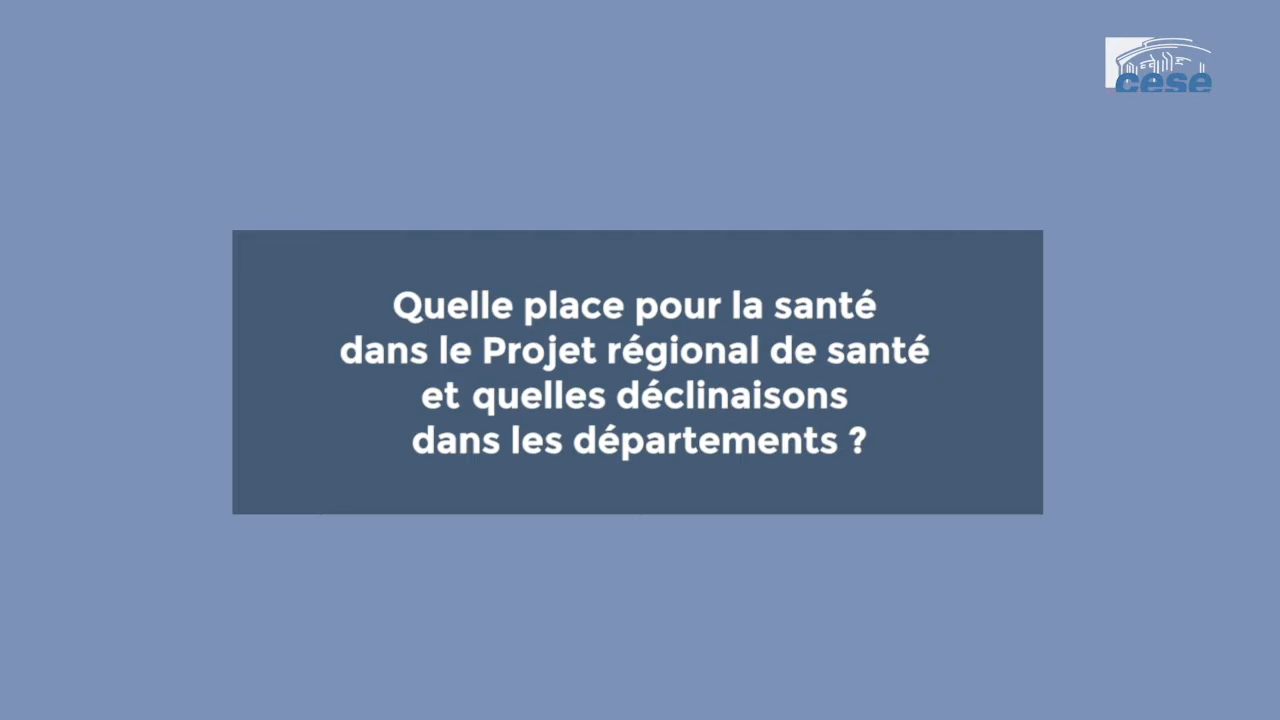 cese
Quelle place pour la santé
dans le Projet régional de santé
et quelles déclinaisons
dans les départements ?